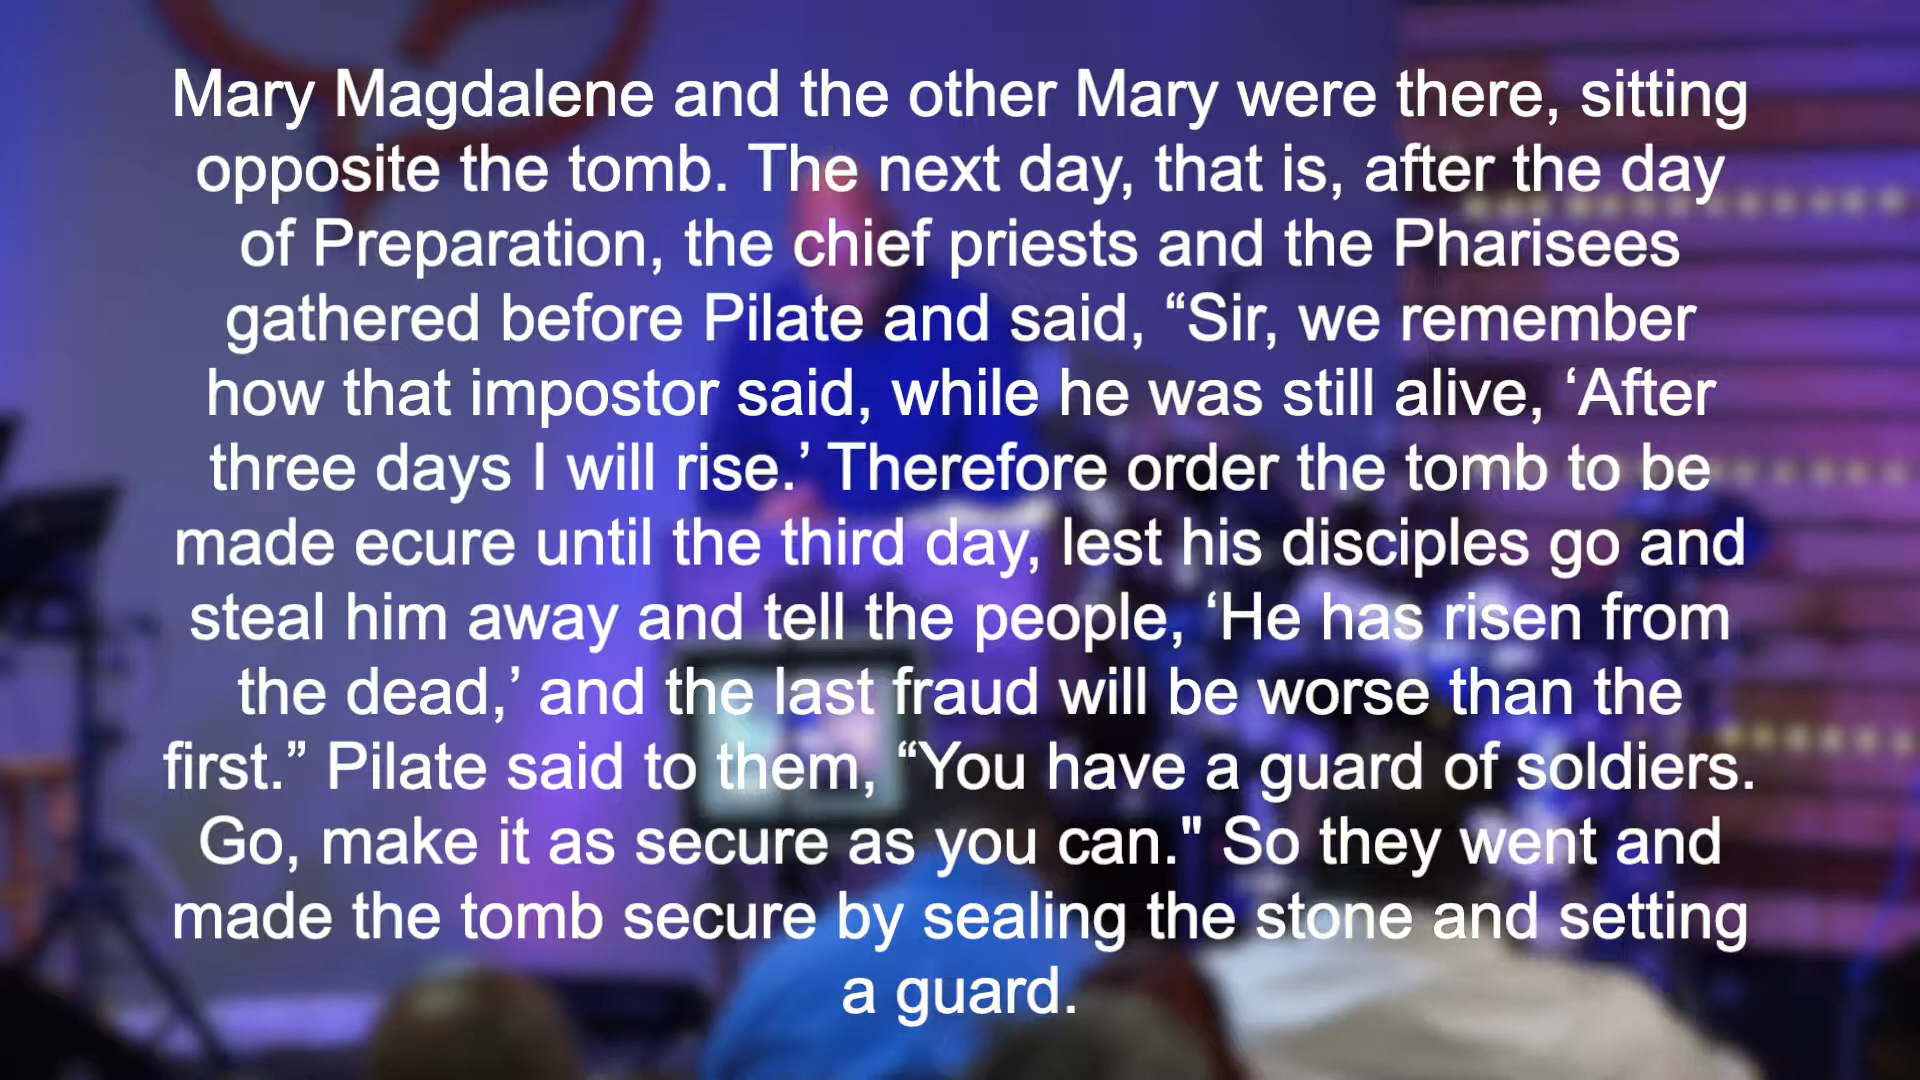 Mary Magdalene and the other Mary were there, sitting
opposite the tomb. The next day, that is, after the day
of Preparation, the chief priests and the Pharisees
gathered before Pilate and said, “Sir, we remember
how that impostor said, while he was still alive, ‘After
three days I will rise.’ Therefore order the tomb to be
made ecure until the third day, lest his disciples go and
steal him away and tell the people, ‘He has risen from
the dead,’ and the last fraud will be worse than the
first.” Pilate said to them, “You have a guard of soldiers.
Go, make it as secure as you can." So they went and
made the tomb secure by sealing the stone and setting
a guard.